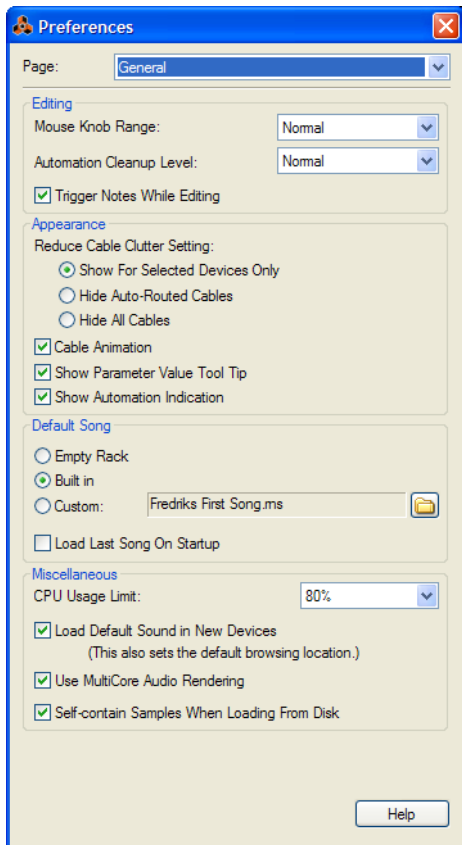 Preferences
Page: General
Editing
Mouse Knob Range: Normal
Automation Cleanup Level: Normal
Trigger Notes While Editing
Appearance
Reduce Cable Clutter Setting:
Show For Selected Devices Only
Hide Auto-Routed Cables
Hide All Cables
Cable Animation
Show Parameter Value Tool Tip
Show Automation Indication
Default Song
Empty Rack
Built in
Custom: Fredriks First Song.rns
Load Last Song On Startup
Miscellaneous
CPU Usage Limit: 80%
Load Default Sound in New Devices
(This also sets the default browsing location.)
Use MultiCore Audio Rendering
Self-contain Samples When Loading From Disk
Help